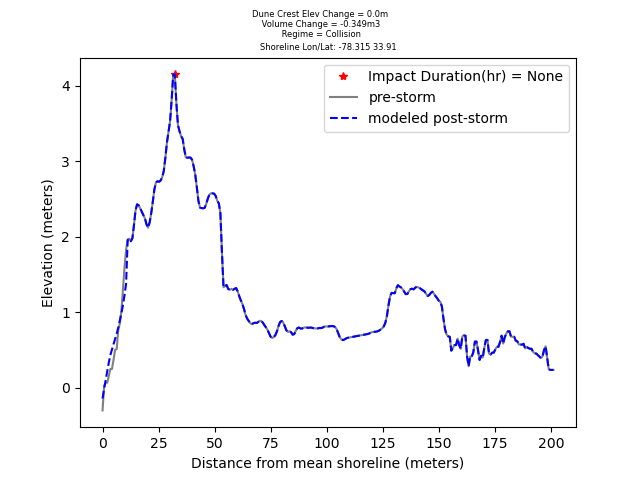 Dune Crest Elev Change = 0.0m
Volume Change = -0.349m3
Regime = Collision
Shoreline Lon/Lat: -78.315 33.91
Impact Duration(hr) = None
pre-storm
modeled post-storm
Elevation (meters)
4
3
2
1
0
0 25 50 75 100 125 150 175 200
Distance from mean shoreline (meters)